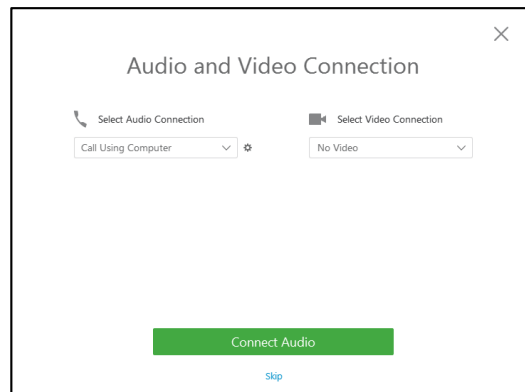 Audio and Video Connection
Select Audio Connection
Select Video Connection
Call Using Computer
No Video
Connect Audio
Skip